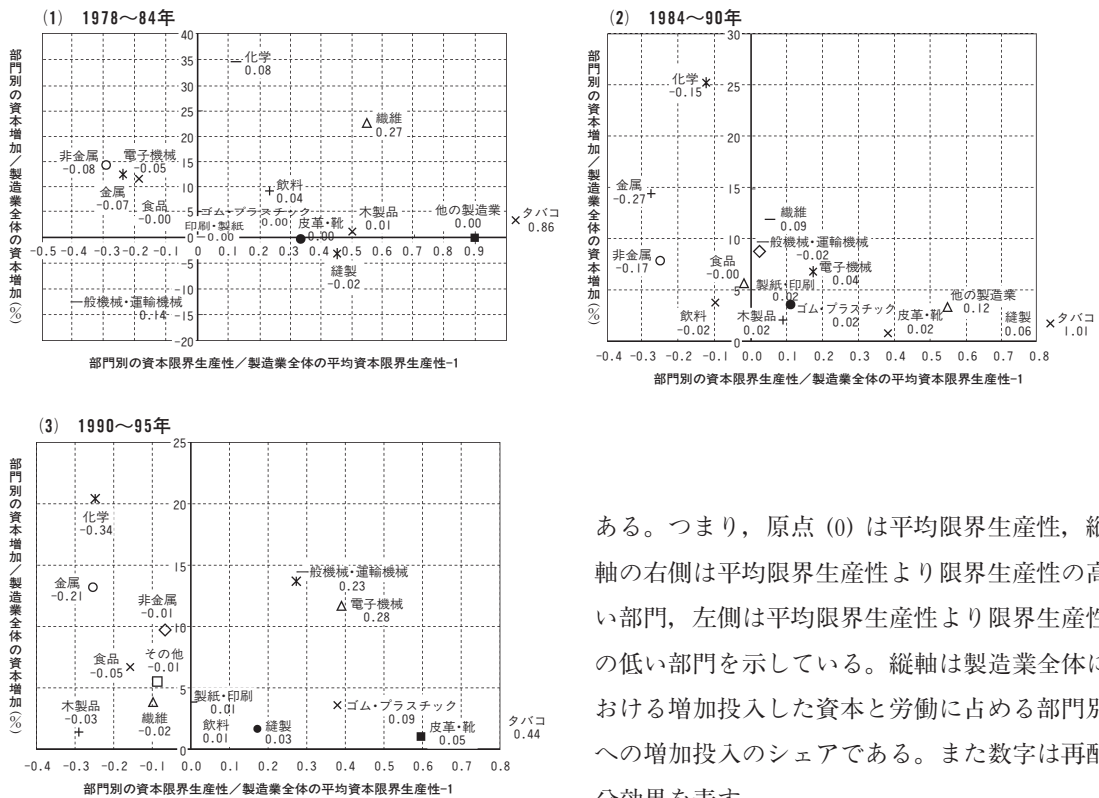 (1) 1978～84年
部門別の資本増加／製造業全体の資本増加(%)
40
35
30
25
20
15
10
5
0
-5
-10
-15
-20
化学
0.08
繊維
0.27
非金属
-0.08
電子機械
-0.05
金属
-0.07
食品
-0.00
飲料
0.04
ゴム・プラスチック
0.00
印刷・製紙
0.00
皮革・靴
0.00
木製品
0.01
他の製造業
0.00
タバコ
0.86
縫製
-0.02
一般機械・運輸機械
0.14
-0.5 -0.4 -0.3 -0.2 -0.1 0 0.1 0.2 0.3 0.4 0.5 0.6 0.7 0.8 0.9
部門別の資本限界生産性／製造業全体の平均資本限界生産性-1
(2) 1984～90年
部門別の資本増加／製造業全体の資本増加(%)
30
25
20
15
10
5
0
化学
-0.15
金属
-0.27
繊維
0.09
一般機械・運輸機械
-0.02
非金属
-0.17
食品
-0.00
電子機械
0.04
製紙・印刷
0.02
飲料
-0.02
木製品
0.02
ゴム・プラスチック
0.02
皮革・靴
0.02
他の製造業
0.12
縫製
0.06
タバコ
1.01
-0.4 -0.3 -0.2 -0.1 0 0.1 0.2 0.3 0.4 0.5 0.6 0.7 0.8
部門別の資本限界生産性／製造業全体の平均資本限界生産性-1
(3) 1990～95年
部門別の資本増加／製造業全体の資本増加(%)
25
20
15
10
5
0
化学
-0.34
金属
-0.21
非金属
-0.01
一般機械・運輸機械
0.23
電子機械
0.28
食品
-0.05
その他
-0.01
木製品
-0.03
繊維
-0.02
製紙・印刷
0.01
飲料
0.01
縫製
0.03
ゴム・プラスチック
0.09
皮革・靴
0.05
タバコ
0.44
-0.4 -0.3 -0.2 -0.1 0.0 0.1 0.2 0.3 0.4 0.5 0.6 0.7 0.8
部門別の資本限界生産性／製造業全体の平均資本限界生産性-1
ある。つまり，原点 (0) は平均限界生産性，縦
軸の右側は平均限界生産性より限界生産性の高
い部門，左側は平均限界生産性より限界生産性
の低い部門を示している。縦軸は製造業全体に
おける増加投入した資本と労働に占める部門別
への増加投入のシェアである。また数字は再配
分効果を表す。